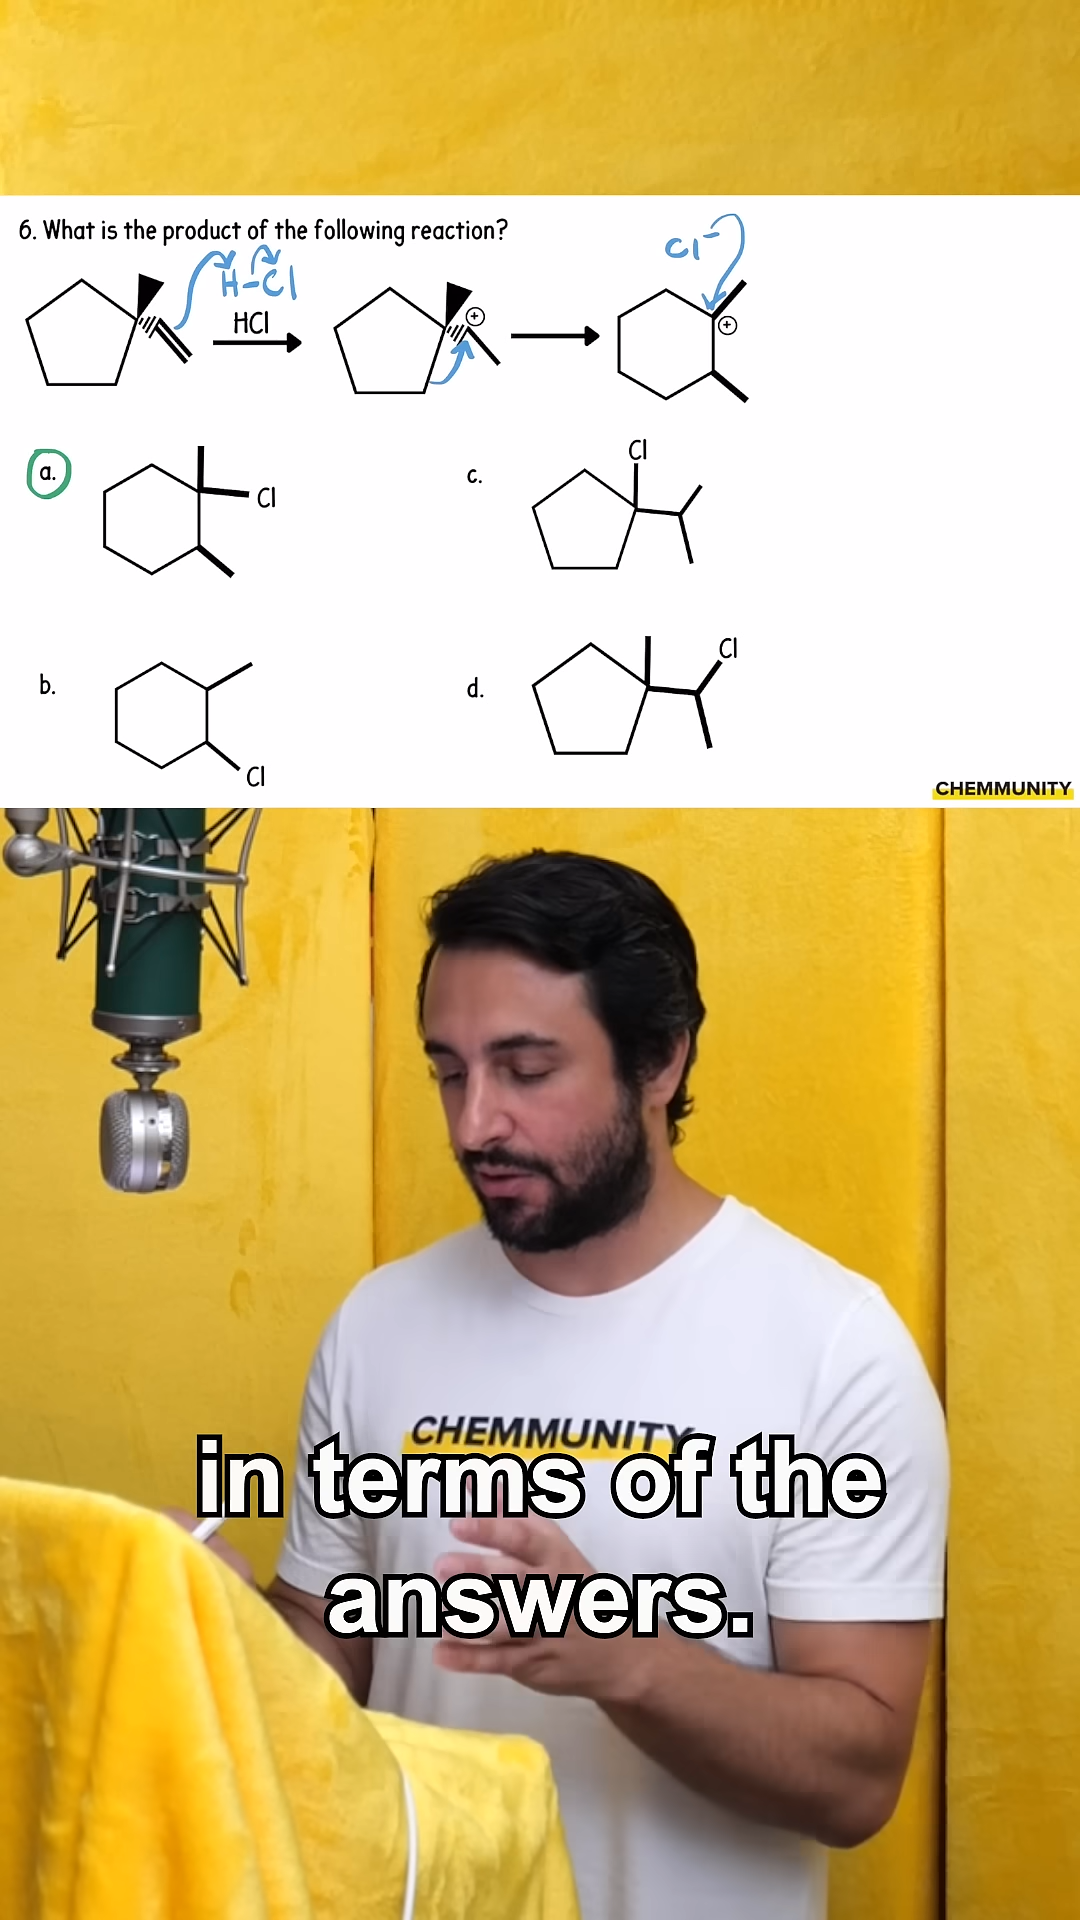 6. What is the product of the following reaction?
H-Cl
HCl
Cl⁻
⊕
⊕
a.
Cl
c.
Cl
b.
Cl
d.
Cl
CHEMMUNITY
CHEMMUNITY
in terms of the
answers.